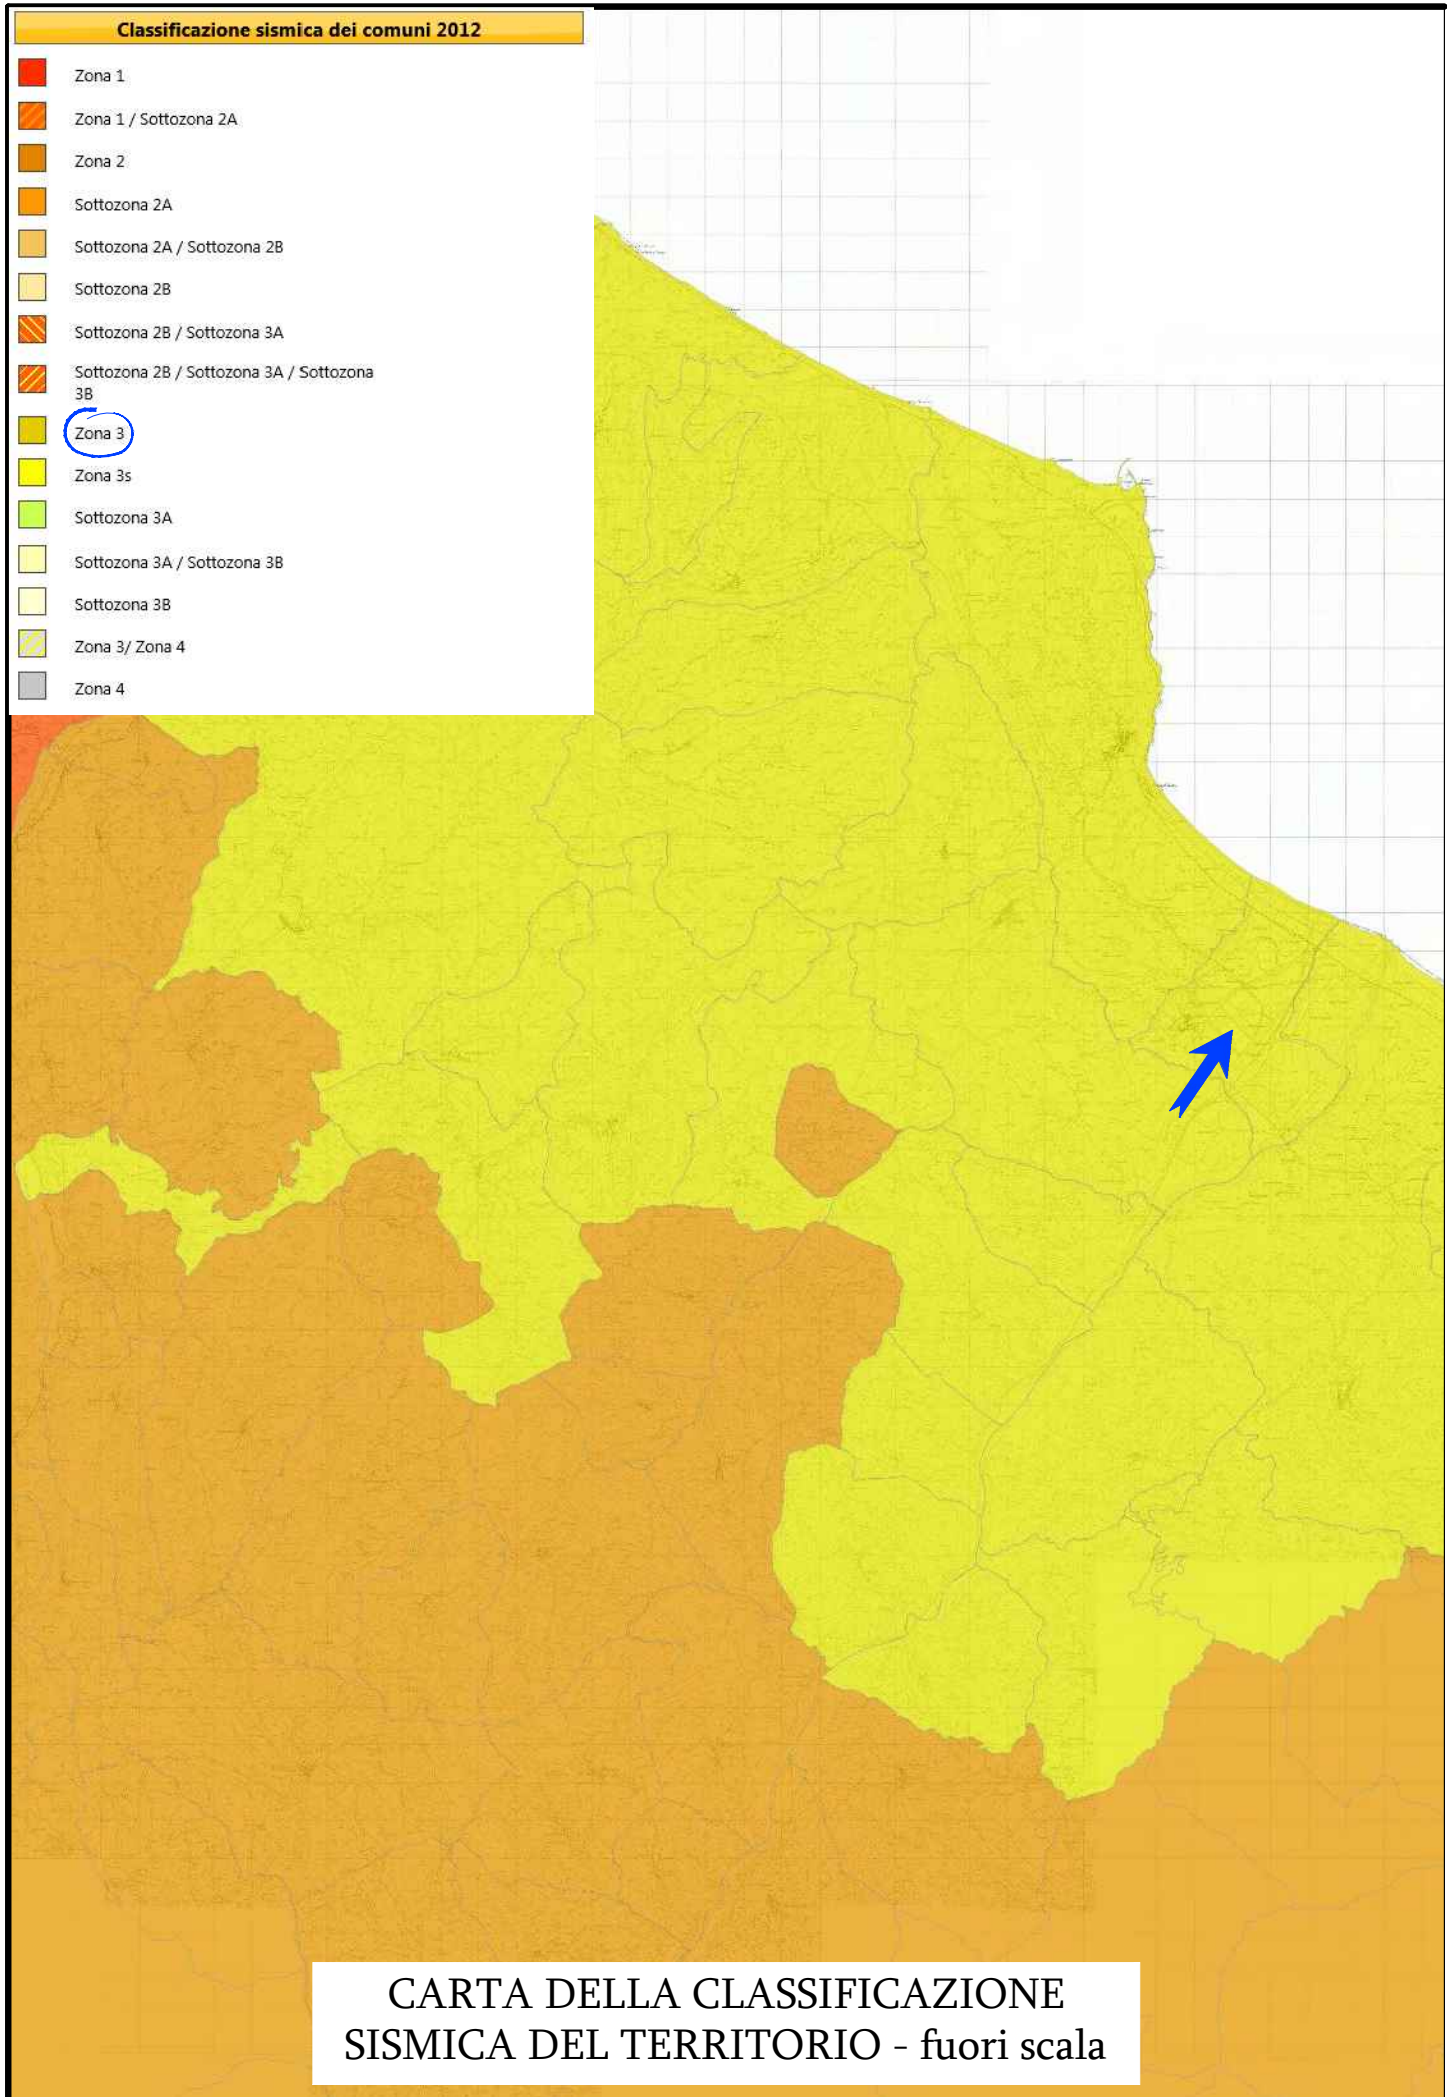 Classificazione sismica dei comuni 2012
Zona 1
Zona 1 / Sottozona 2A
Zona 2
Sottozona 2A
Sottozona 2A / Sottozona 2B
Sottozona 2B
Sottozona 2B / Sottozona 3A
Sottozona 2B / Sottozona 3A / Sottozona
3B
Zona 3
Zona 3s
Sottozona 3A
Sottozona 3A / Sottozona 3B
Sottozona 3B
Zona 3/ Zona 4
Zona 4
CARTA DELLA CLASSIFICAZIONE
SISMICA DEL TERRITORIO - fuori scala